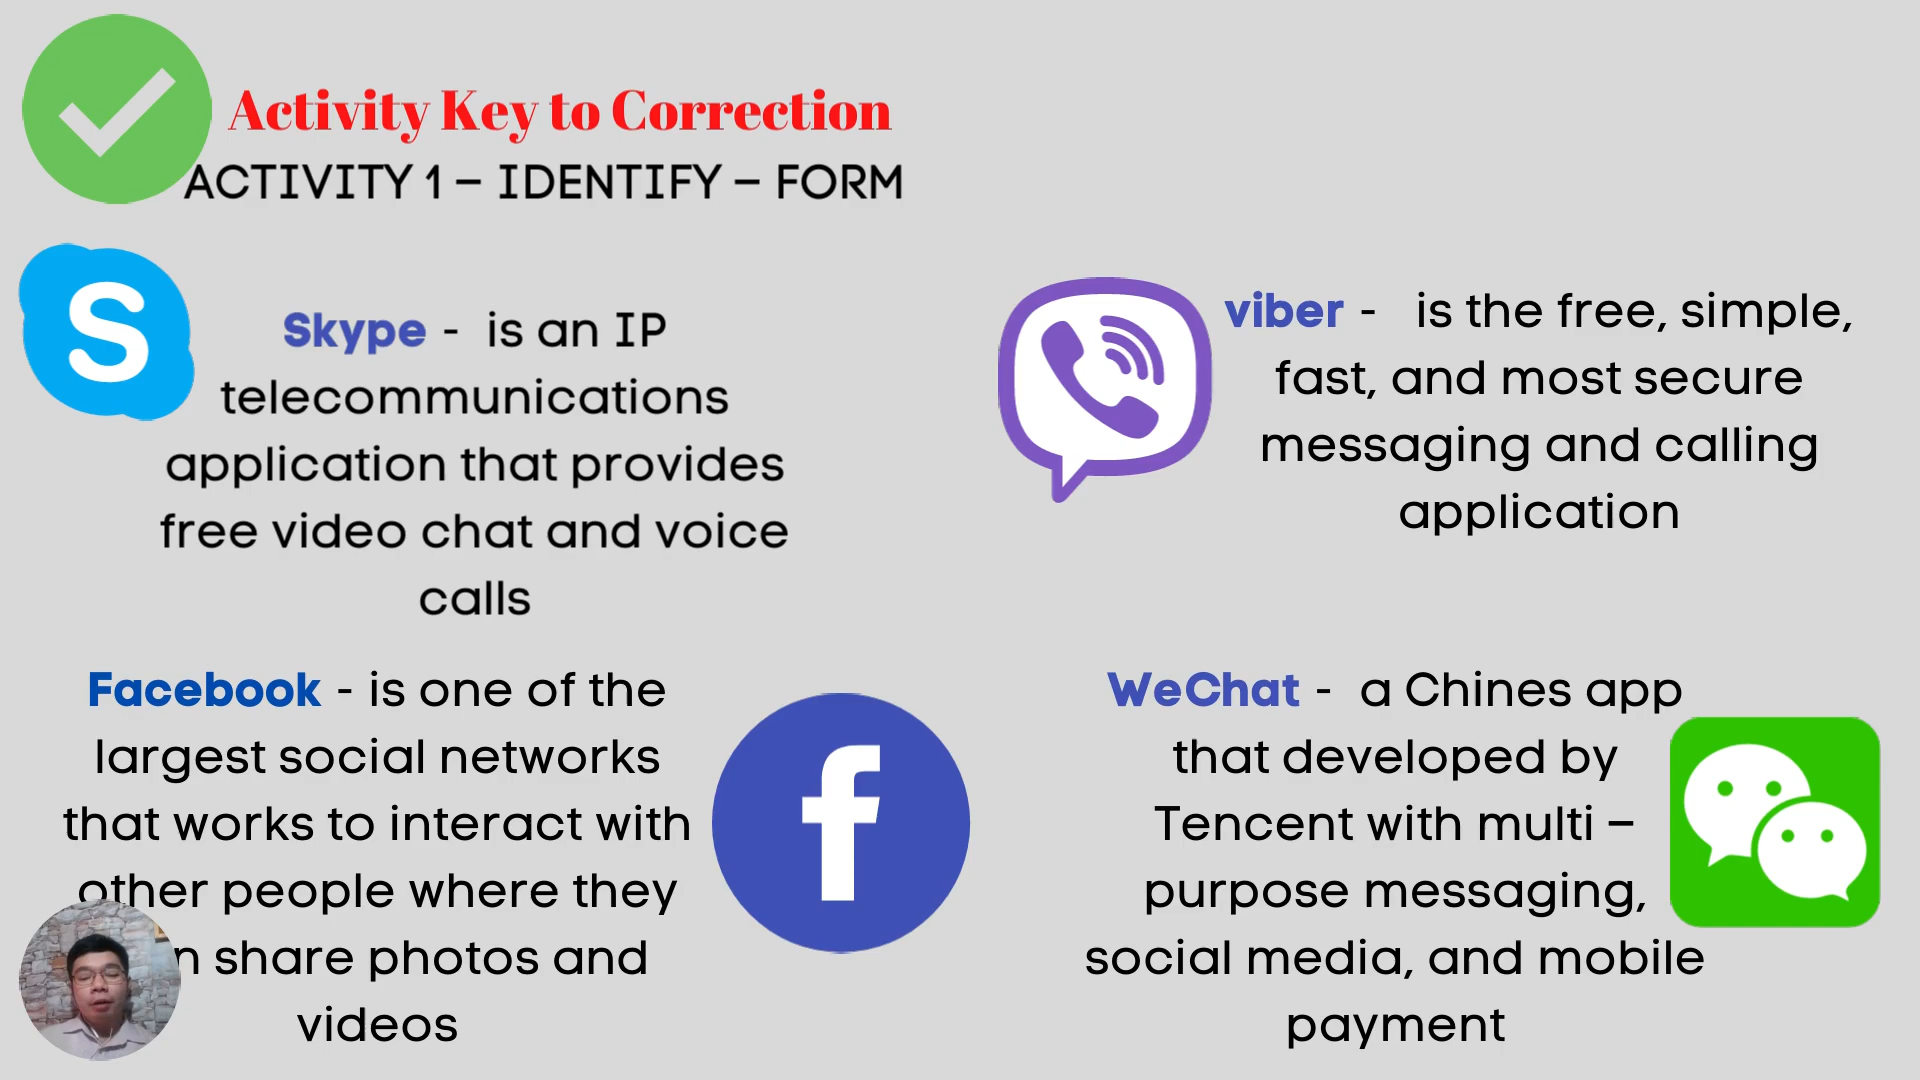 Activity Key to Correction
ACTIVITY 1 – IDENTIFY – FORM
S
Skype - is an IP
telecommunications
application that provides
free video chat and voice
calls
viber - is the free, simple,
fast, and most secure
messaging and calling
application
Facebook - is one of the
largest social networks
that works to interact with
other people where they
share photos and
videos
f
WeChat - a Chines app
that developed by
Tencent with multi –
purpose messaging,
social media, and mobile
payment